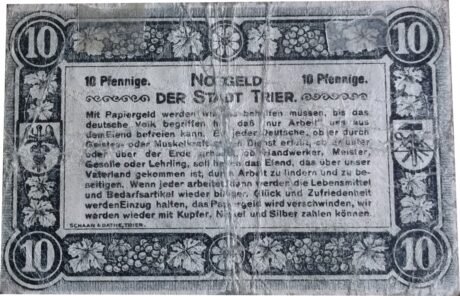 10 10
10 Pfennige. NOTGELD 10 Pfennige.
DER STADT TRIER.
Mit Papiergeld werden wir uns behelfen müssen, bis das
deutsche Volk begriffen hat, daß nur „Arbeit" uns aus
dem Elend befreien kann. Ein jeder Deutsche, ob er durch
Geistes- oder Muskelkraft Dienst ob er unter
oder über der Erde arbeitet, ob Handwerker, Meister,
Geselle oder Lehrling, soll helfen das Elend, das über unser
Vaterland gekommen ist, durch Arbeit zu lindern und zu be-
seitigen. Wenn jeder arbeitet, dann werden die Lebensmittel
und Bedarfsartikel wieder billiger. Glück und Zufriedenheit
werden Einzug halten, das Papiergeld wird verschwinden, wir
werden wieder mit Kupfer, Nickel und Silber zahlen können.
SCHAAR & DATHE, TRIER.
10 10